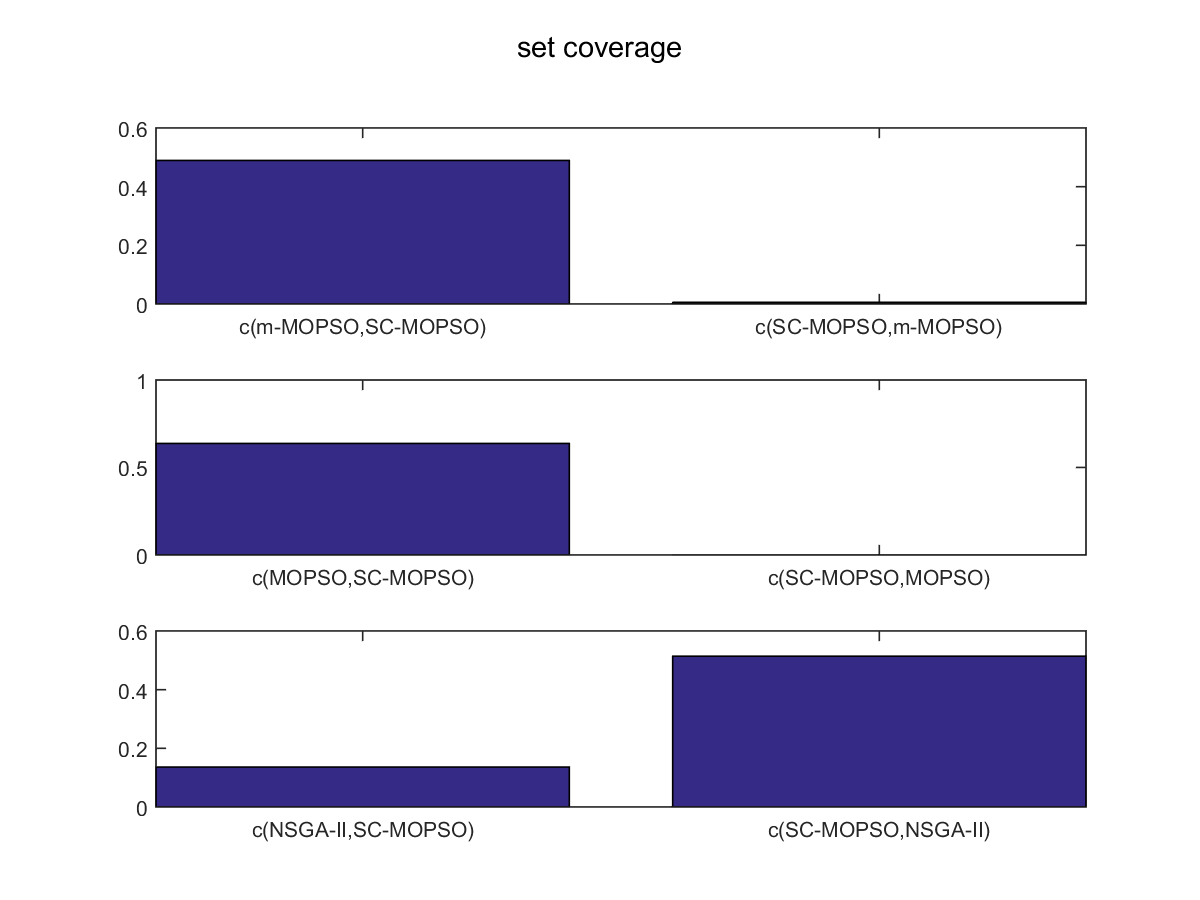 set coverage
0.6
0.4
0.2
0
c(m-MOPSO,SC-MOPSO) c(SC-MOPSO,m-MOPSO)
1
0.5
0
c(MOPSO,SC-MOPSO) c(SC-MOPSO,MOPSO)
0.6
0.4
0.2
0
c(NSGA-II,SC-MOPSO) c(SC-MOPSO,NSGA-II)